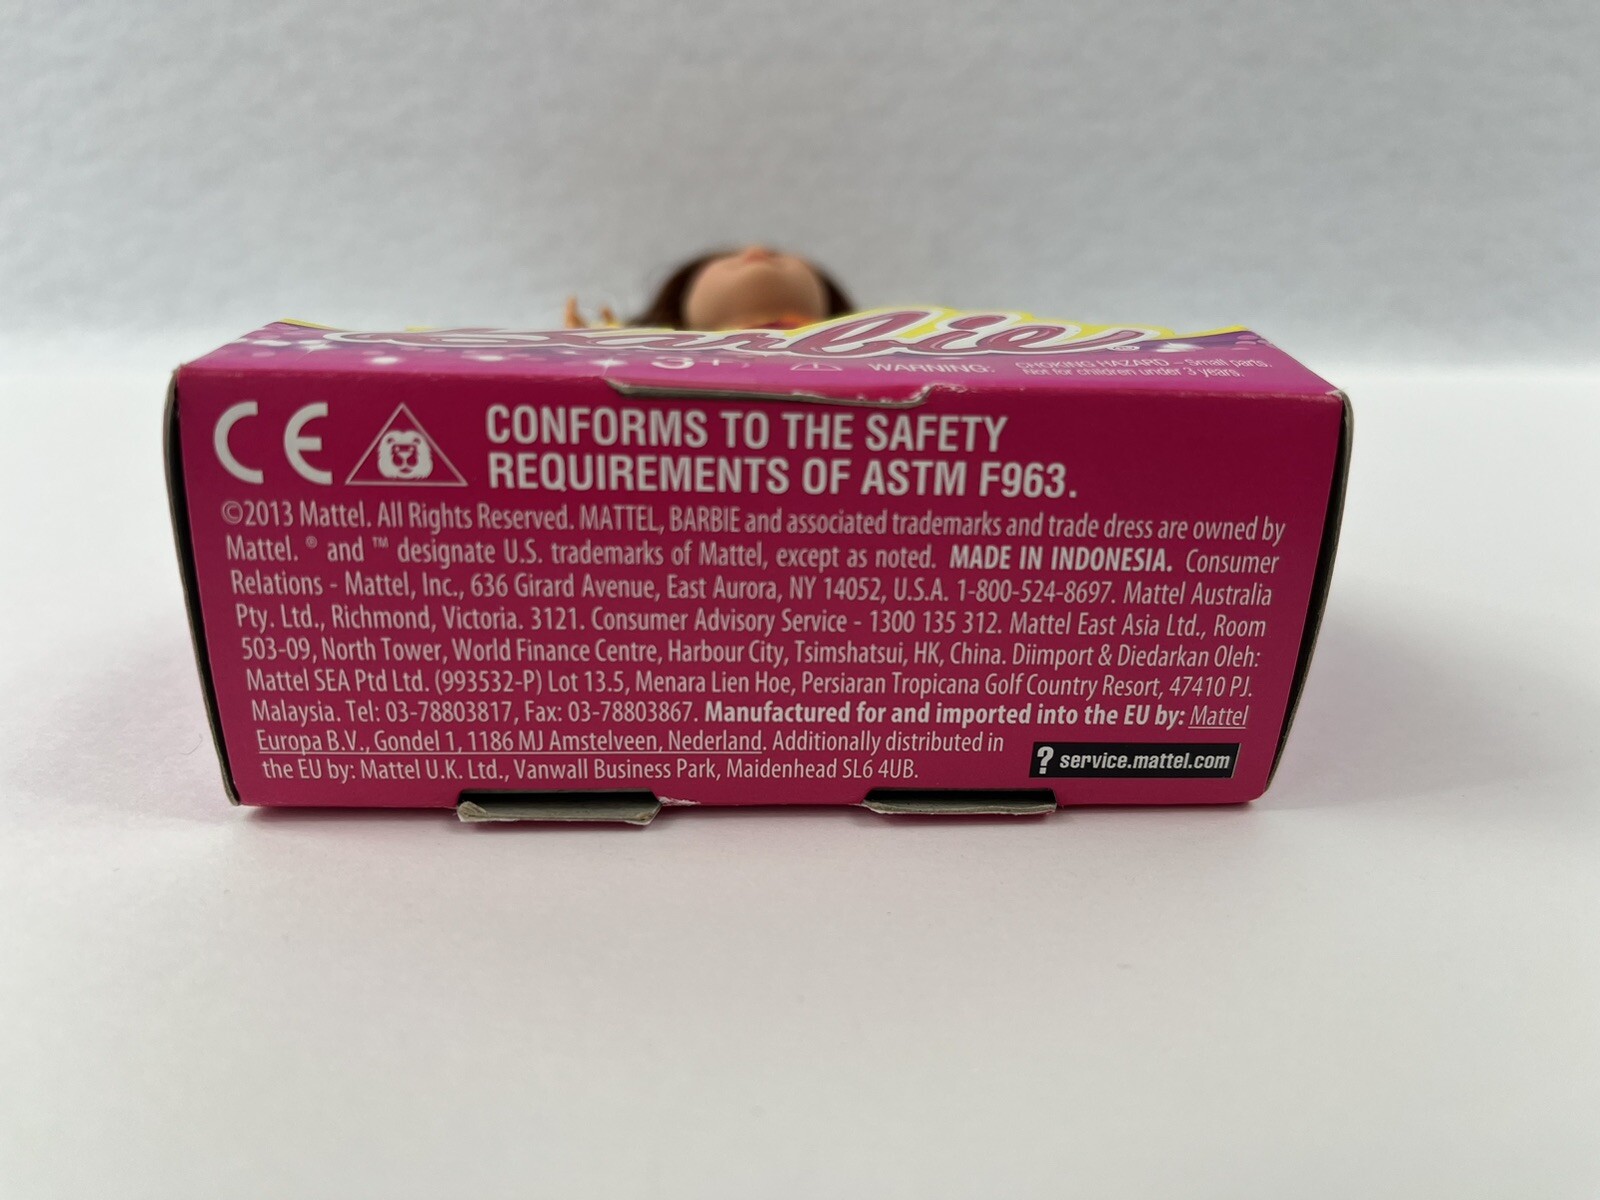 Barbie®
3+
WARNING: CHOKING HAZARD – Small parts.
Not for children under 3 years.
CE
CONFORMS TO THE SAFETY
REQUIREMENTS OF ASTM F963.
©2013 Mattel. All Rights Reserved. MATTEL, BARBIE and associated trademarks and trade dress are owned by
Mattel. ® and ™ designate U.S. trademarks of Mattel, except as noted. MADE IN INDONESIA. Consumer
Relations - Mattel, Inc., 636 Girard Avenue, East Aurora, NY 14052, U.S.A. 1-800-524-8697. Mattel Australia
Pty. Ltd., Richmond, Victoria. 3121. Consumer Advisory Service - 1300 135 312. Mattel East Asia Ltd., Room
503-09, North Tower, World Finance Centre, Harbour City, Tsimshatsui, HK, China. Diimport & Diedarkan Oleh:
Mattel SEA Ptd Ltd. (993532-P) Lot 13.5, Menara Lien Hoe, Persiaran Tropicana Golf Country Resort, 47410 PJ.
Malaysia. Tel: 03-78803817, Fax: 03-78803867. Manufactured for and imported into the EU by: Mattel
Europa B.V., Gondel 1, 1186 MJ Amstelveen, Nederland. Additionally distributed in
the EU by: Mattel U.K. Ltd., Vanwall Business Park, Maidenhead SL6 4UB.
? service.mattel.com